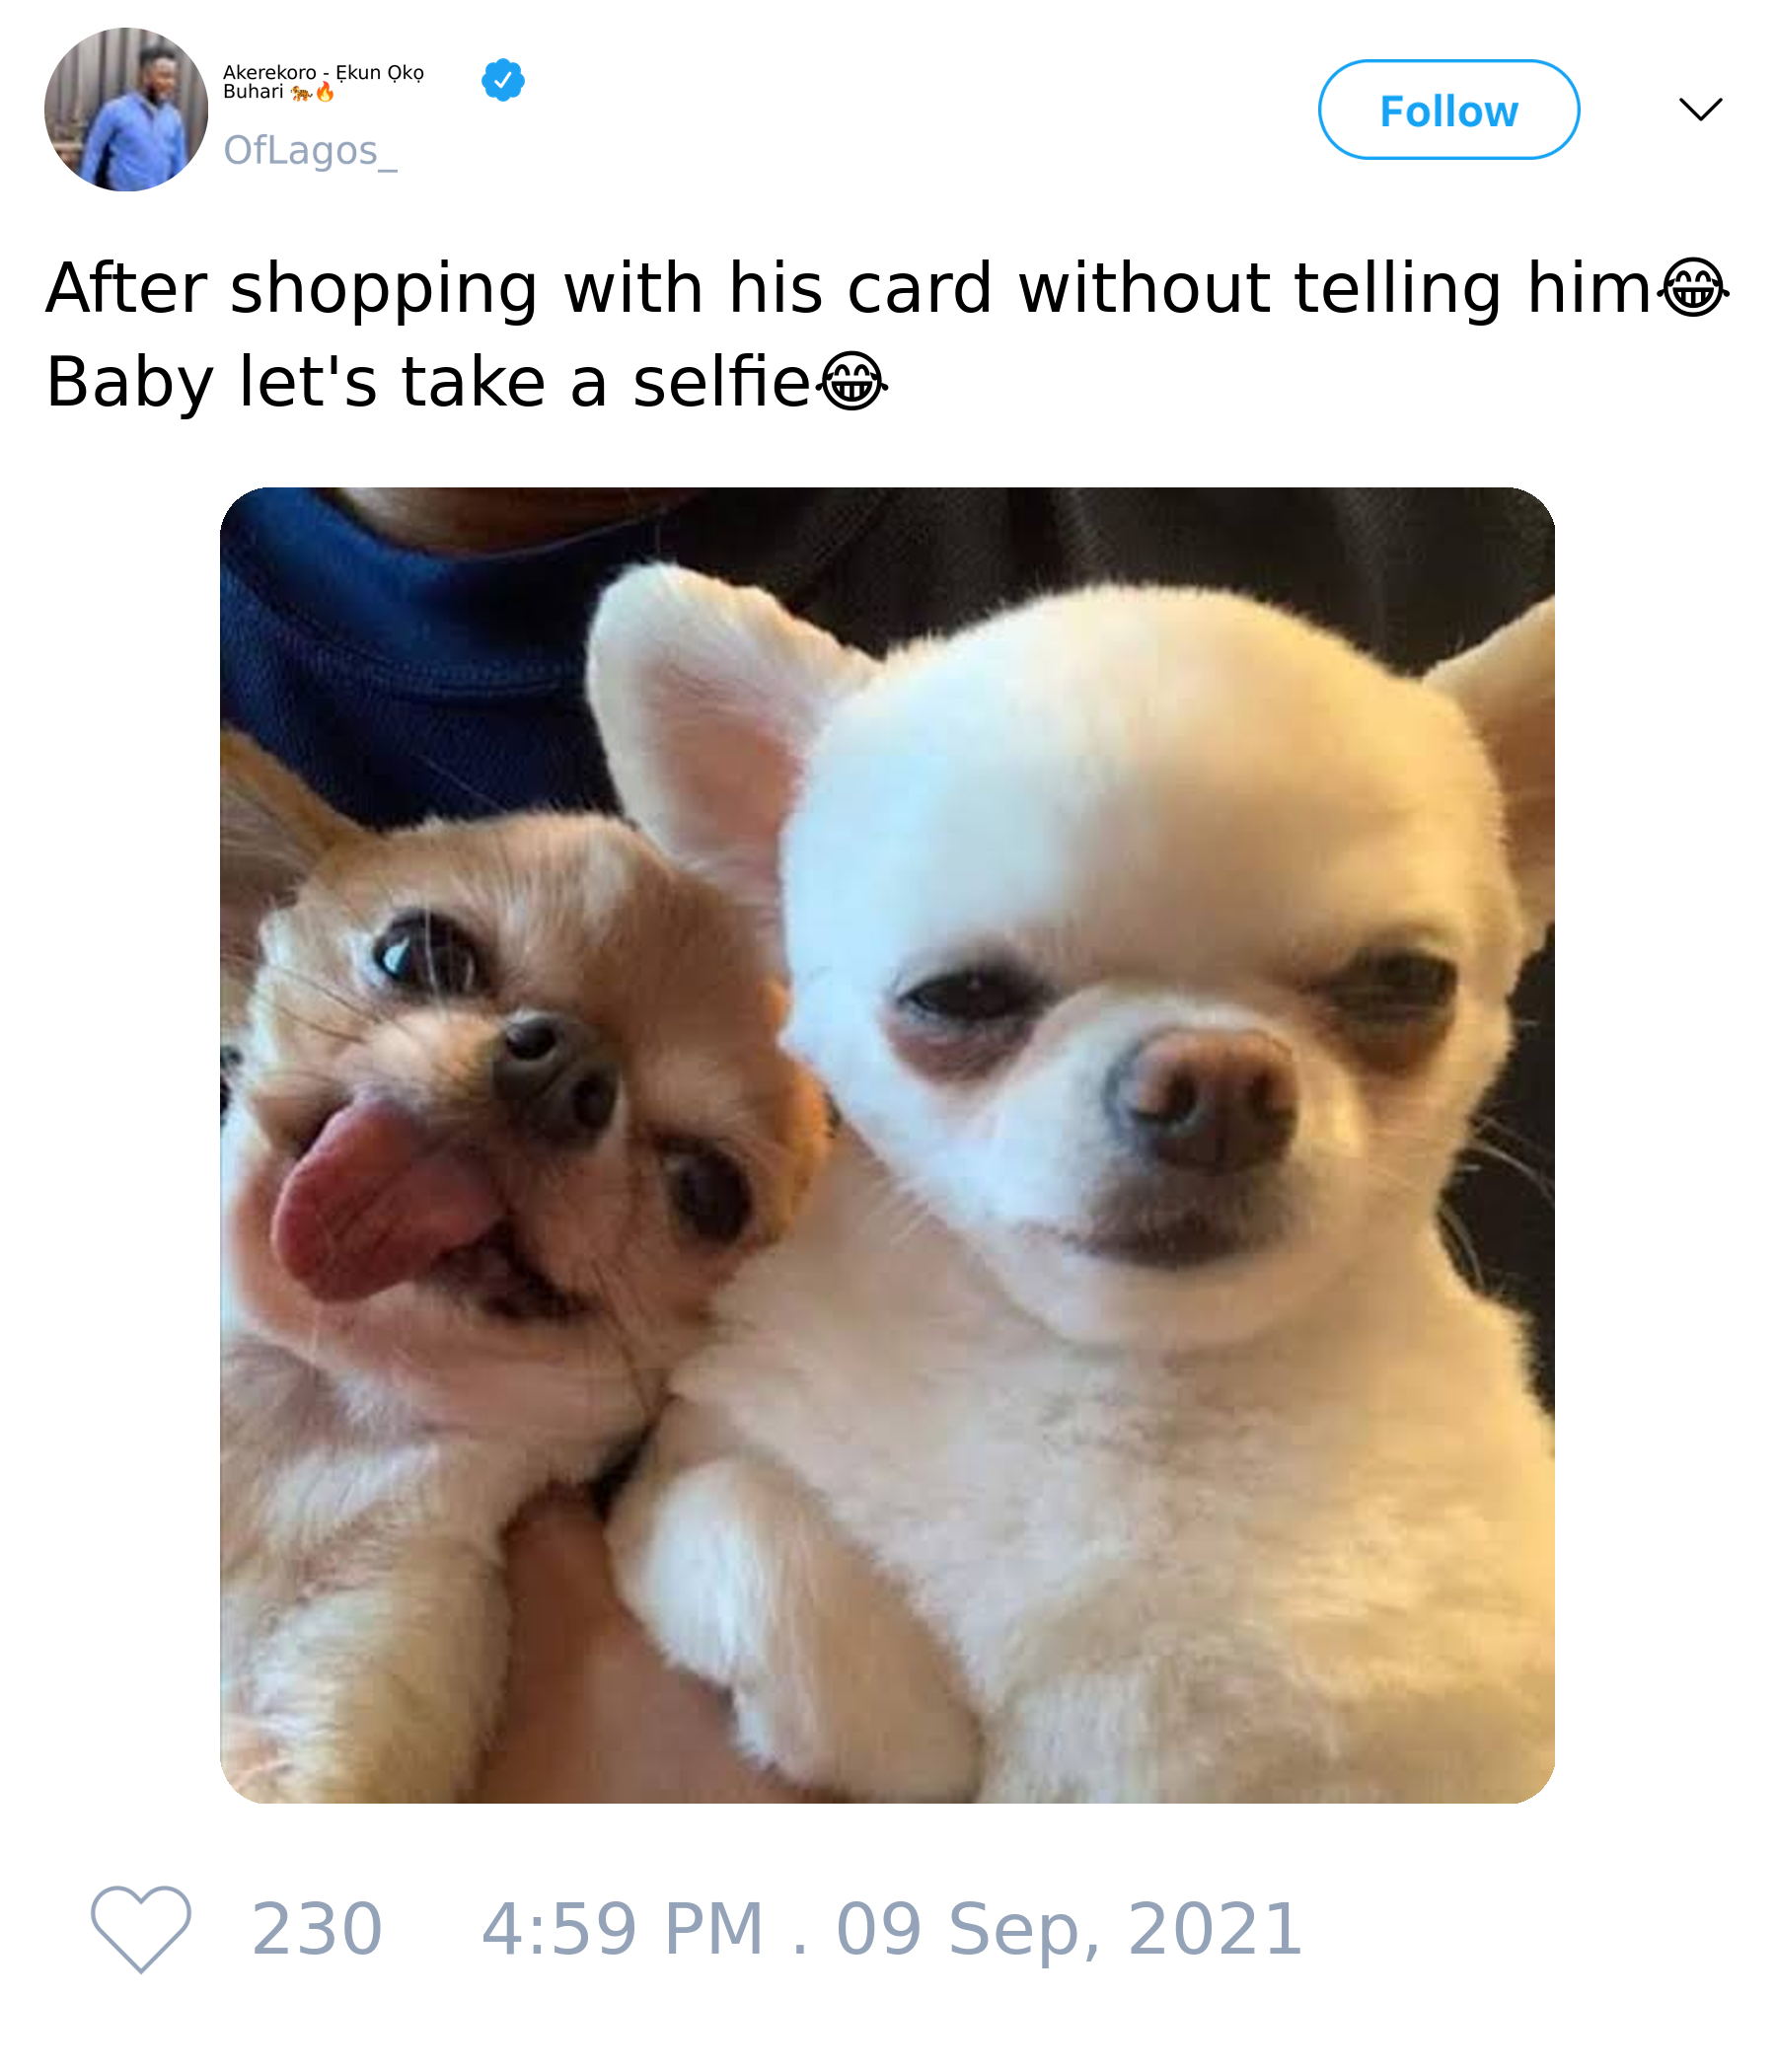 Akerekoro - Ẹkun Ọkọ
Buhari 🐅🔥
OfLagos_
Follow
After shopping with his card without telling him😂
Baby let's take a selfie😂
230 4:59 PM . 09 Sep, 2021